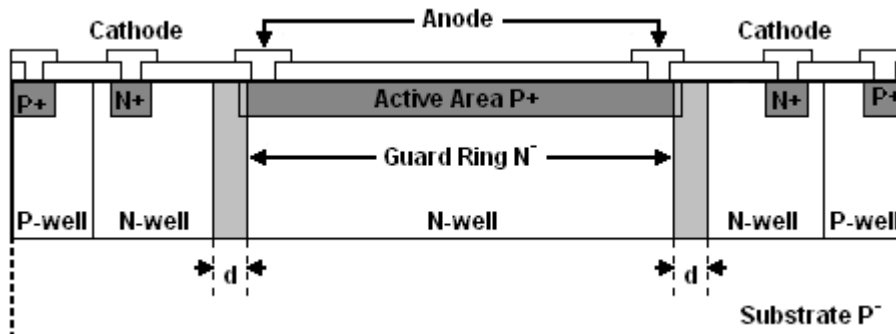 Anode
Cathode
Cathode
P+
N+
Active Area P+
N+
P+
Guard Ring N⁻
P-well
N-well
N-well
N-well
P-well
d
d
Substrate P⁻